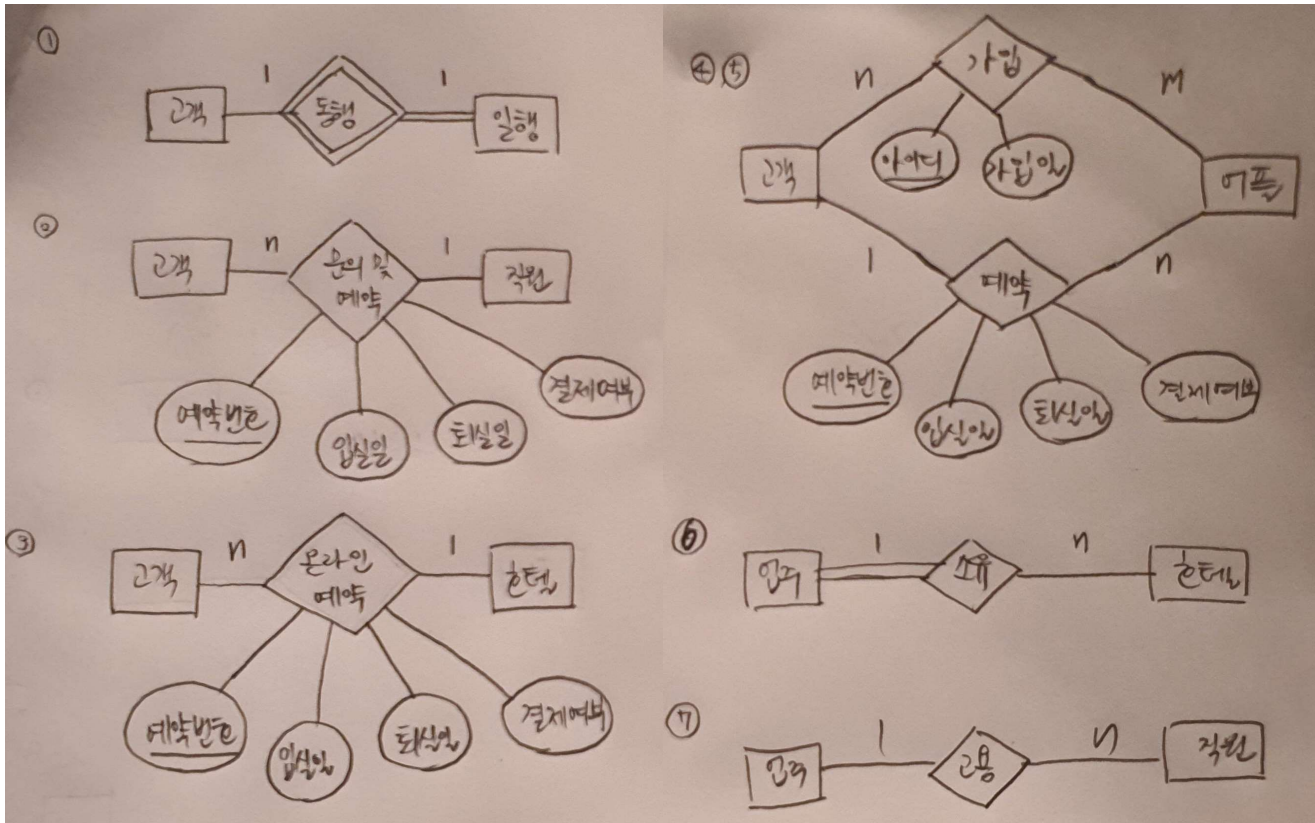 ①
1 1
고객 동행 일행
②
n 1
고객 문의 및 직원
예약
결제여부
예약번호 입실일 퇴실일
③
n 1
고객 온라인 호텔
예약
예약번호 입실일 퇴실일 결제여부
④ ⑤
가입
n m
아이디 가입일
고객 어플
1 n
예약
예약번호 입실일 퇴실일 결제여부
⑥
1 n
업주 소유 호텔
⑦
1 n
업주 고용 직원